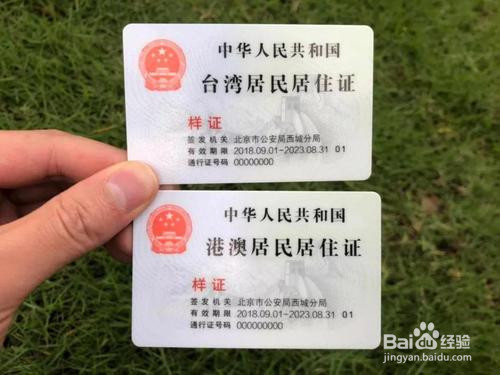 中华人民共和国
台湾居民居住证
样证
签发机关 北京市公安局西城分局
有效期限 2018.09.01-2023.08.31 01
通行证号码 00000000
中华人民共和国
港澳居民居住证
样证
签发机关 北京市公安局西城分局
有效期限 2018.09.01-2023.08.31 01
通行证号码 000000000
Baidu经验
jingyan.baidu.com